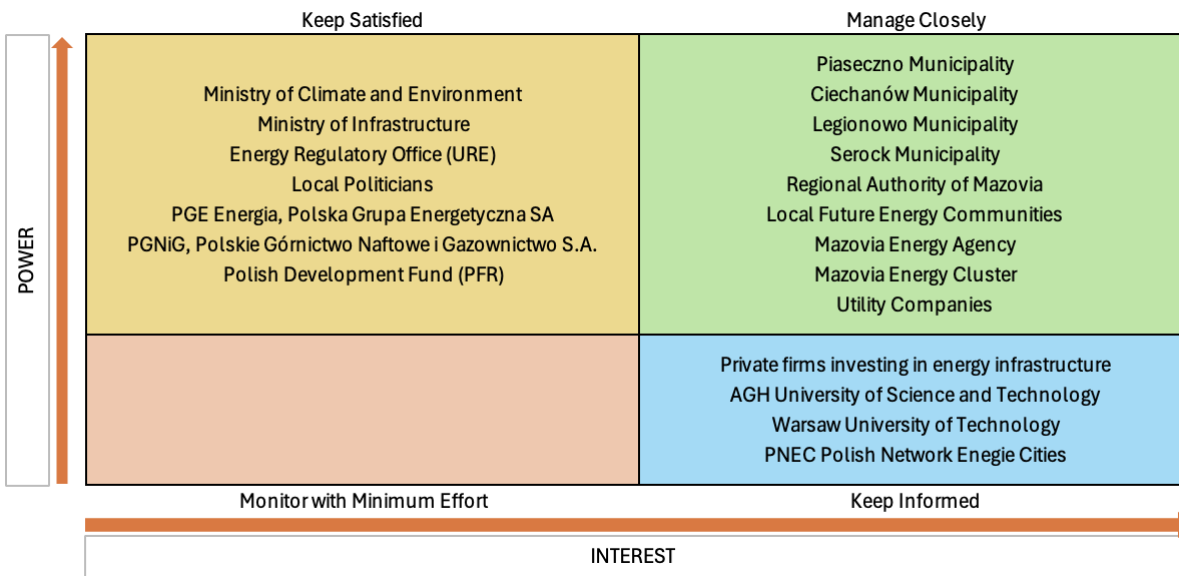 Keep Satisfied
Manage Closely
POWER
Ministry of Climate and Environment
Ministry of Infrastructure
Energy Regulatory Office (URE)
Local Politicians
PGE Energia, Polska Grupa Energetyczna SA
PGNiG, Polskie Górnictwo Naftowe i Gazownictwo S.A.
Polish Development Fund (PFR)
Piaseczno Municipality
Ciechanów Municipality
Legionowo Municipality
Serock Municipality
Regional Authority of Mazovia
Local Future Energy Communities
Mazovia Energy Agency
Mazovia Energy Cluster
Utility Companies
Private firms investing in energy infrastructure
AGH University of Science and Technology
Warsaw University of Technology
PNEC Polish Network Enegie Cities
Monitor with Minimum Effort
Keep Informed
INTEREST